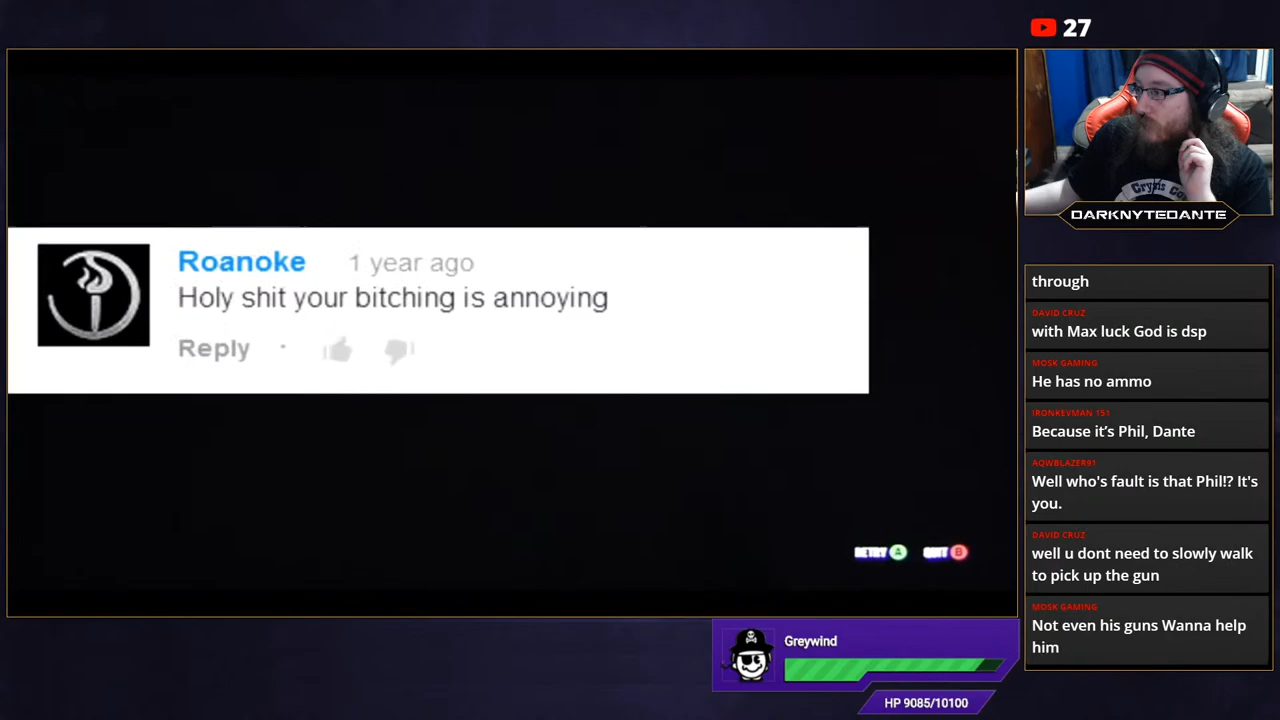 27
Roanoke 1 year ago
Holy shit your bitching is annoying
Reply ·
RETRY A QUIT B
DARKNYTEDANTE
through
DAVID CRUZ
with Max luck God is dsp
MOSK GAMING
He has no ammo
IRONKEVMAN 151
Because it’s Phil, Dante
AQWBLAZER91
Well who's fault is that Phil!? It's
you.
DAVID CRUZ
well u dont need to slowly walk
to pick up the gun
MOSK GAMING
Not even his guns Wanna help
him
Greywind
HP 9085/10100